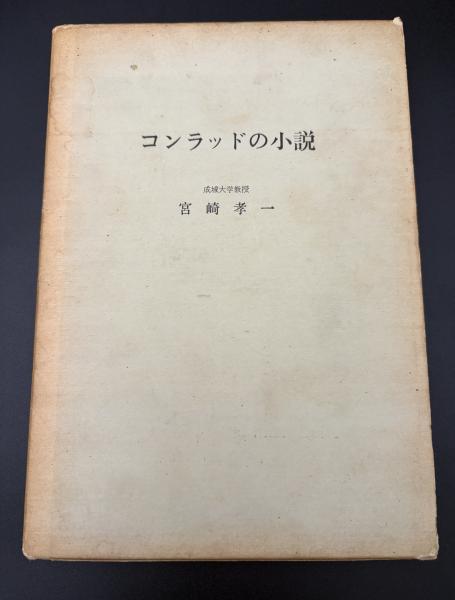 コンラッドの小説
成城大学教授
宮崎孝一